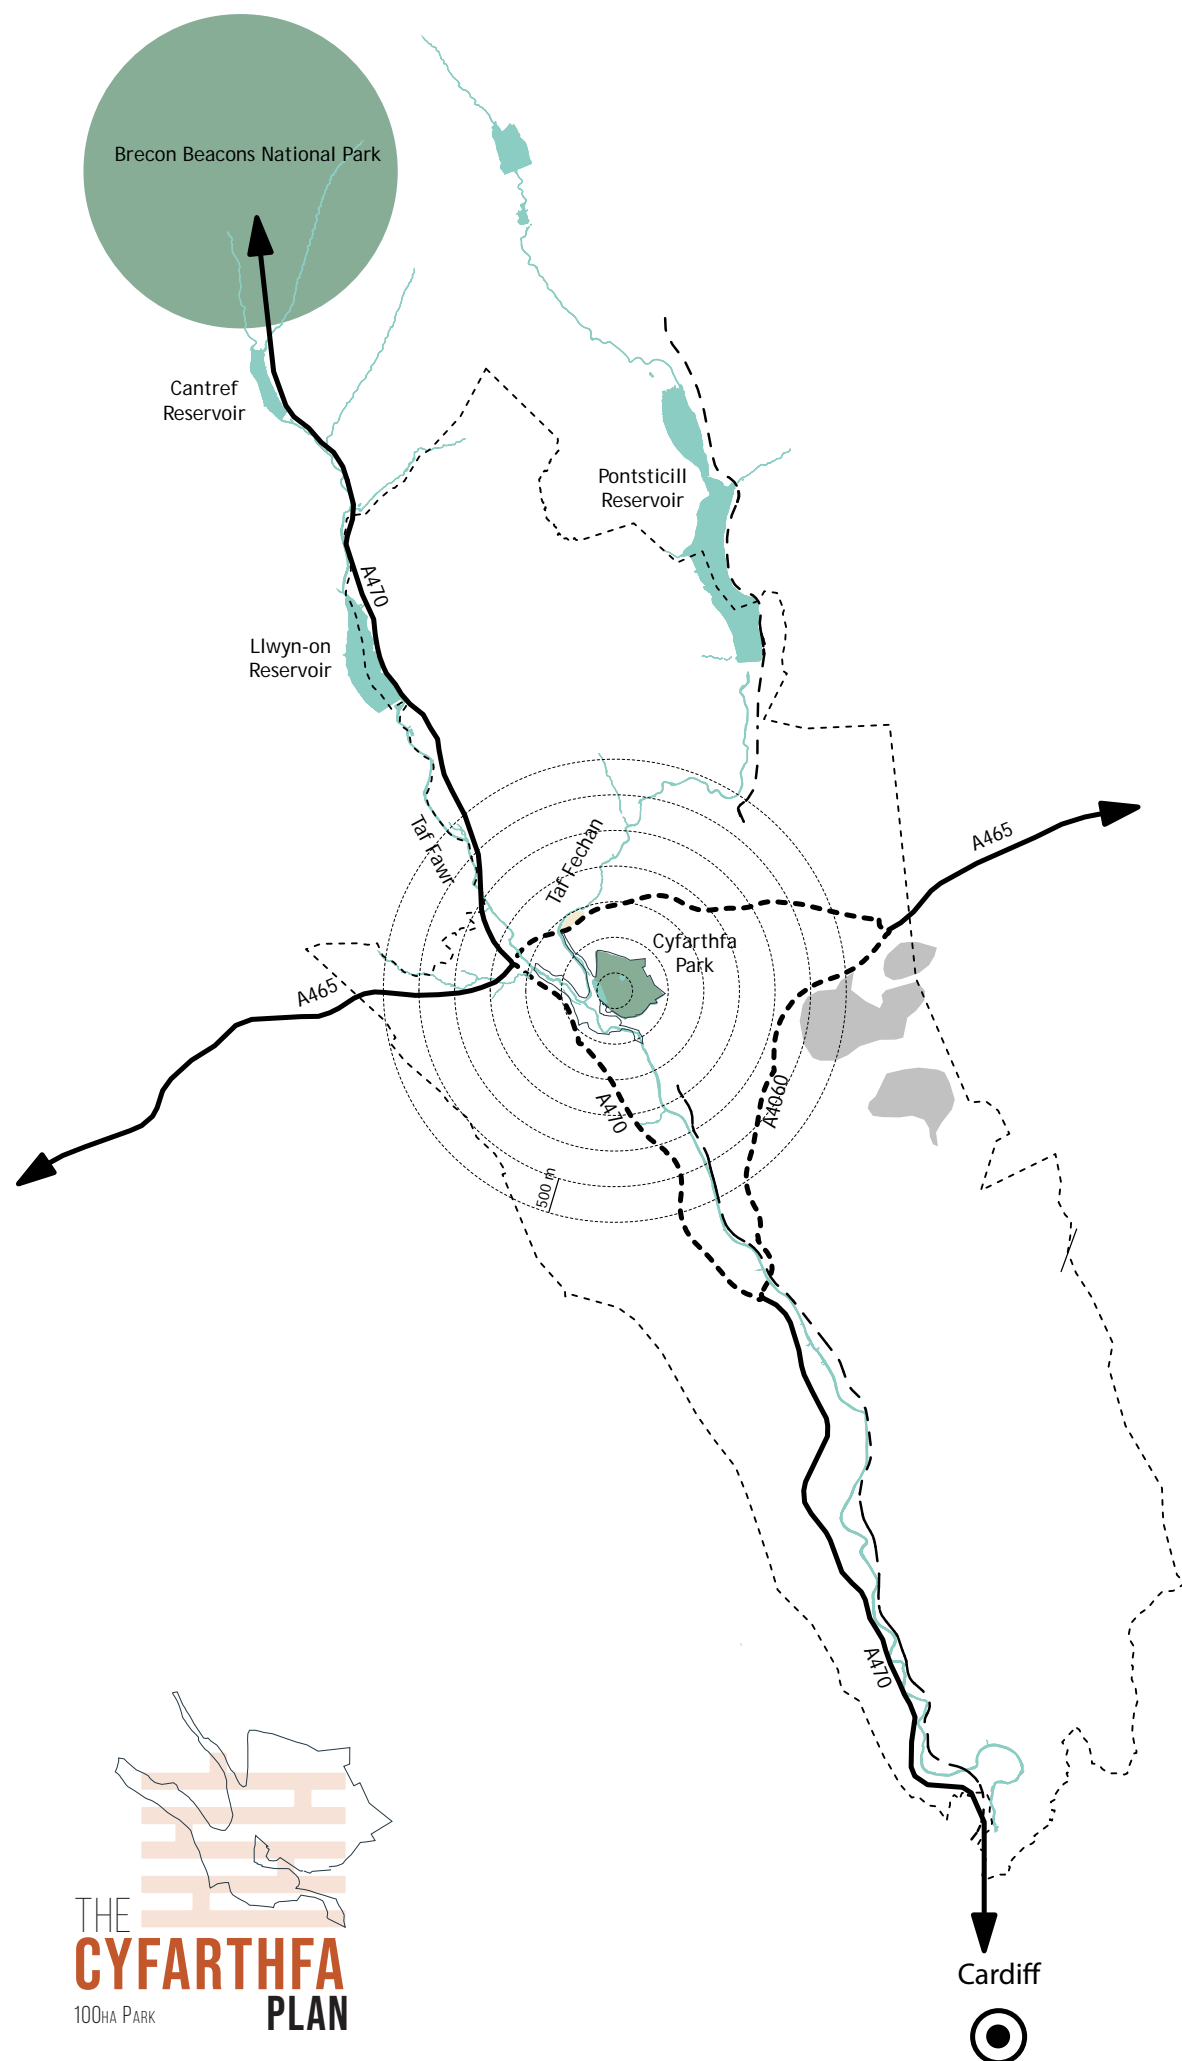 Brecon Beacons National Park
Cantref
Reservoir
Pontsticill
Reservoir
A470
Llwyn-on
Reservoir
Taf Fawr
Taf Fechan
A465
Cyfarthfa
Park
A465
A470
A4060
500 m
A470
THE
CYFARTHFA
100HA PARK
PLAN
Cardiff